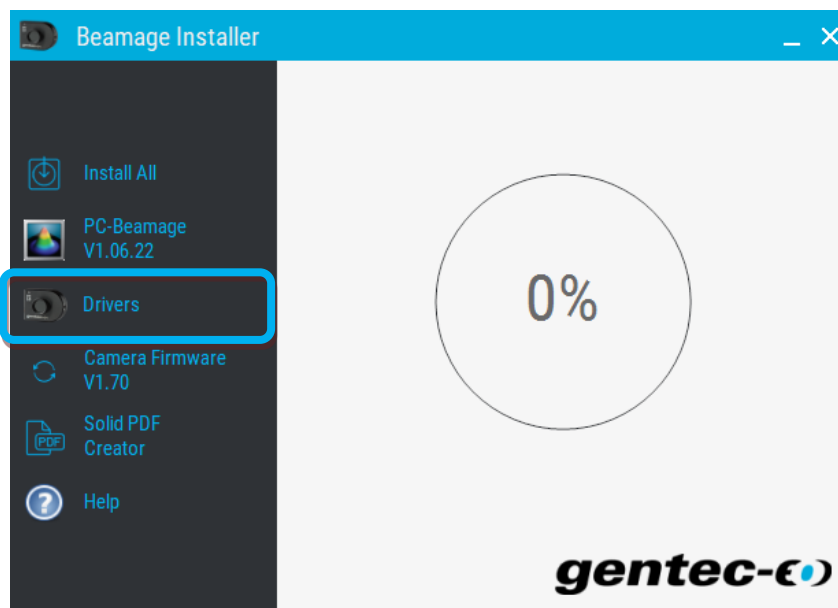 Beamage Installer
Install All
PC-Beamage
V1.06.22
Drivers
Camera Firmware
V1.70
PDF
Solid PDF
Creator
?
Help
0%
gentec-eo